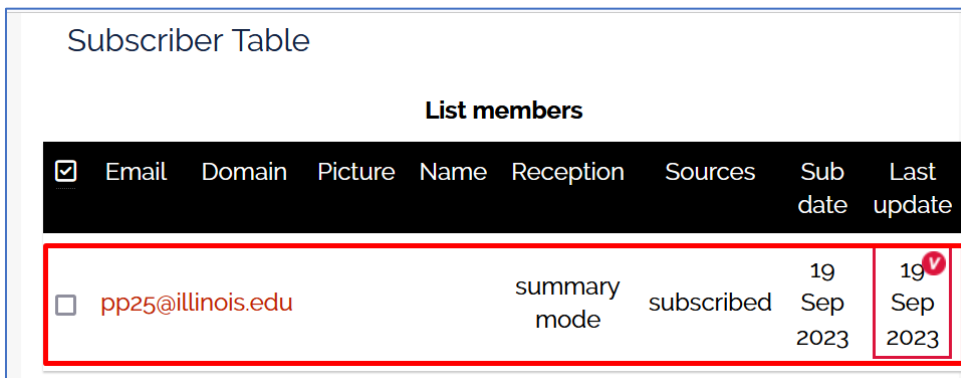 Subscriber Table
List members
Email Domain Picture Name Reception Sources Sub date Last update
pp25@illinois.edu summary mode subscribed 19 Sep 2023 19 Sep 2023
V